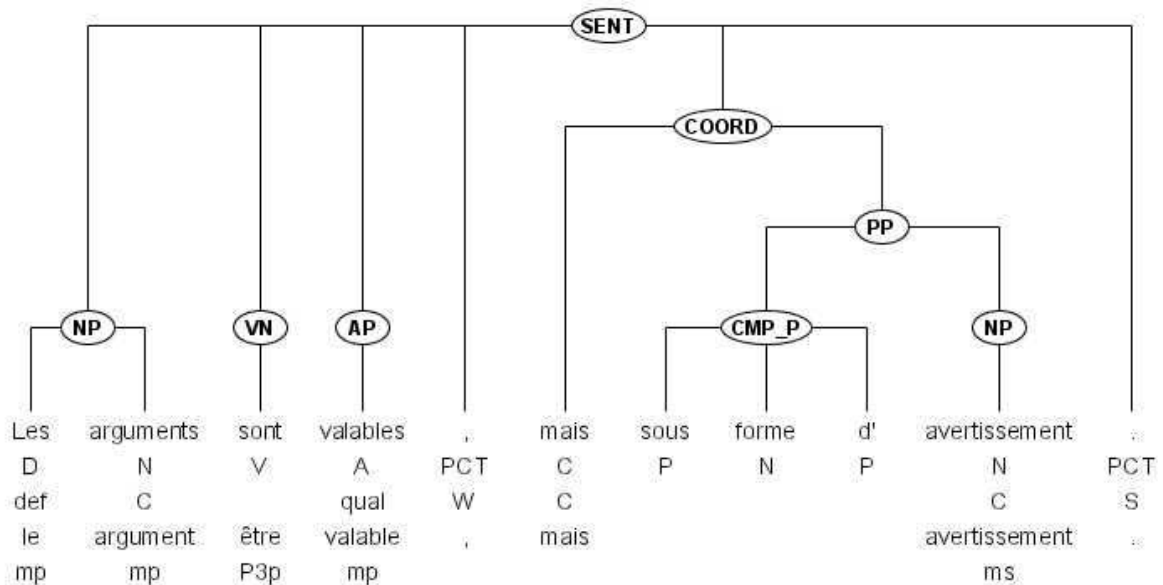 SENT
COORD
PP
NP VN AP CMP_P NP
Les arguments sont valables , mais sous forme d' avertissement .
D N V A PCT C P N P N PCT
def C qual W C C S
le argument être valable , mais avertissement .
mp mp P3p mp ms